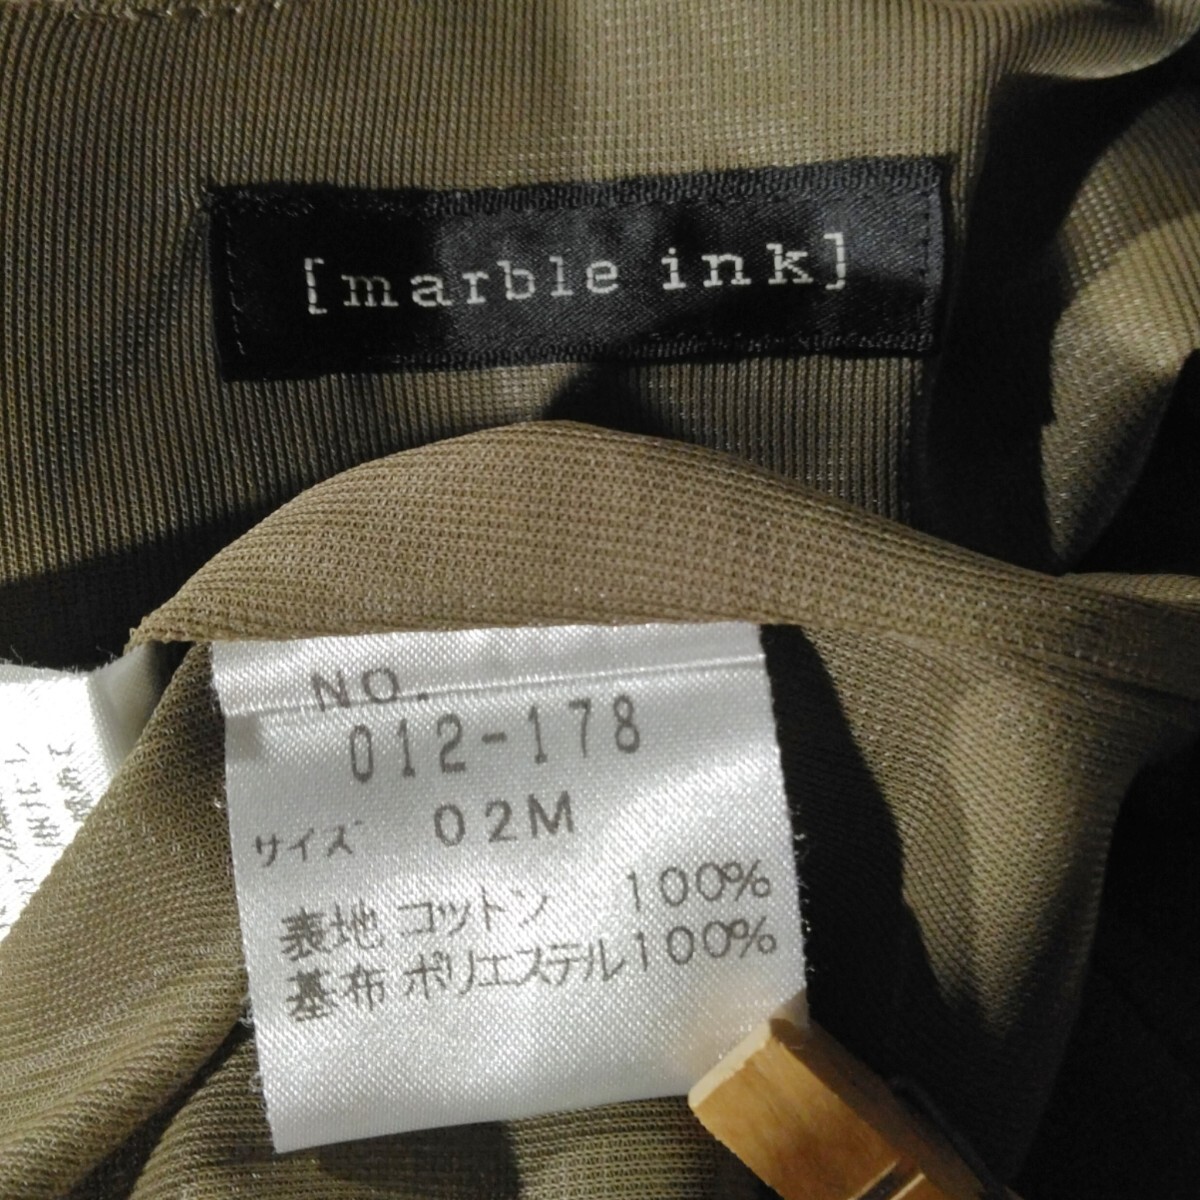 [marble ink]
NO.
012-178
サイズ 02M
表地 コットン 100%
基布 ポリエステル100%